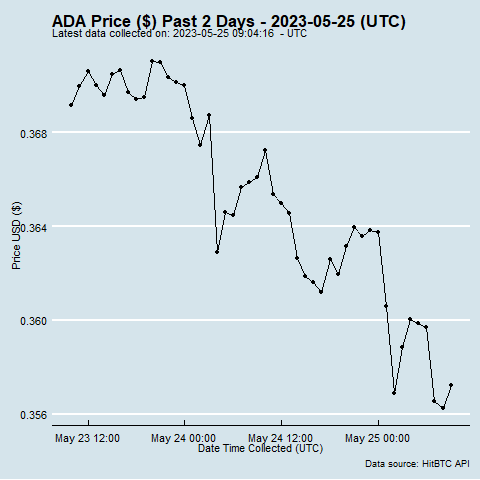 ADA Price ($) Past 2 Days - 2023-05-25 (UTC)
Latest data collected on: 2023-05-25 09:04:16 - UTC
0.368
0.364
0.360
0.356
Price USD ($)
May 23 12:00
May 24 00:00
May 24 12:00
May 25 00:00
Date Time Collected (UTC)
Data source: HitBTC API